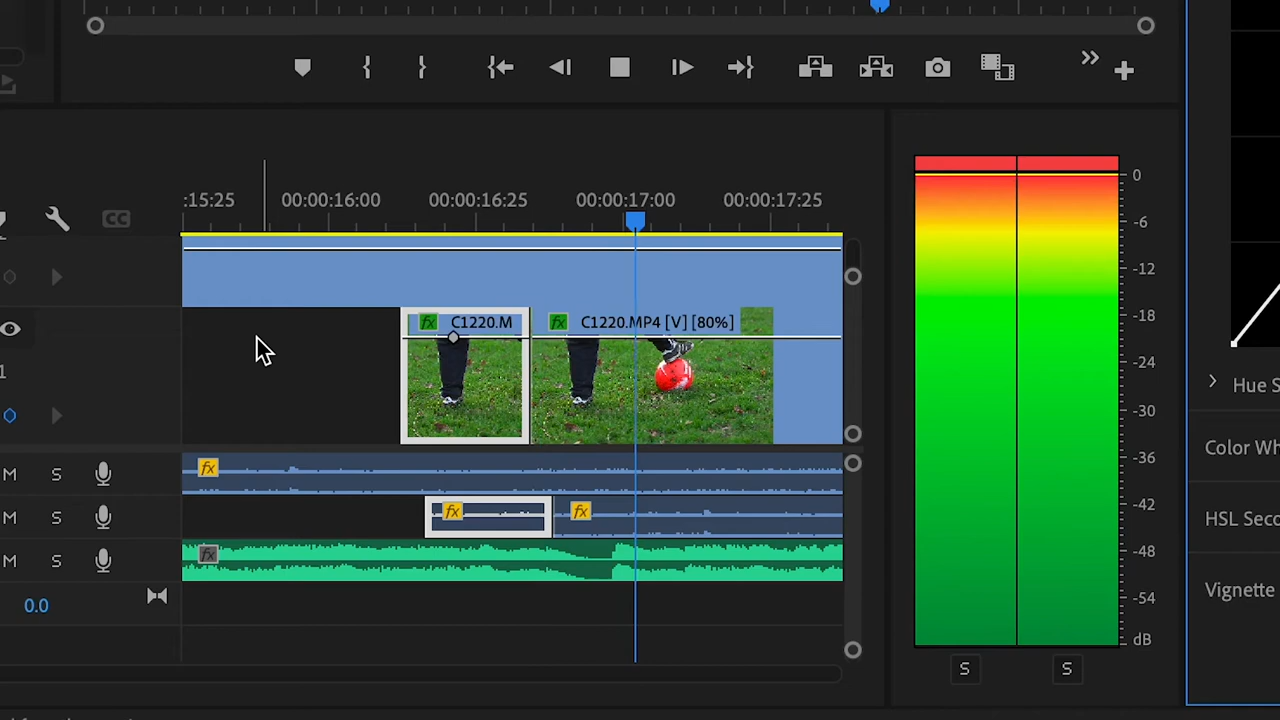 :15:25 00:00:16:00 00:00:16:25 00:00:17:00 00:00:17:25
CC
fx C1220.M fx C1220.MP4 [V] [80%]
1
M S fx
M S fx fx
M S fx
0.0
0
-6
-12
-18
-24
-30
-36
-42
-48
-54
dB
S S
Hue S
Color Wh
HSL Seco
Vignette